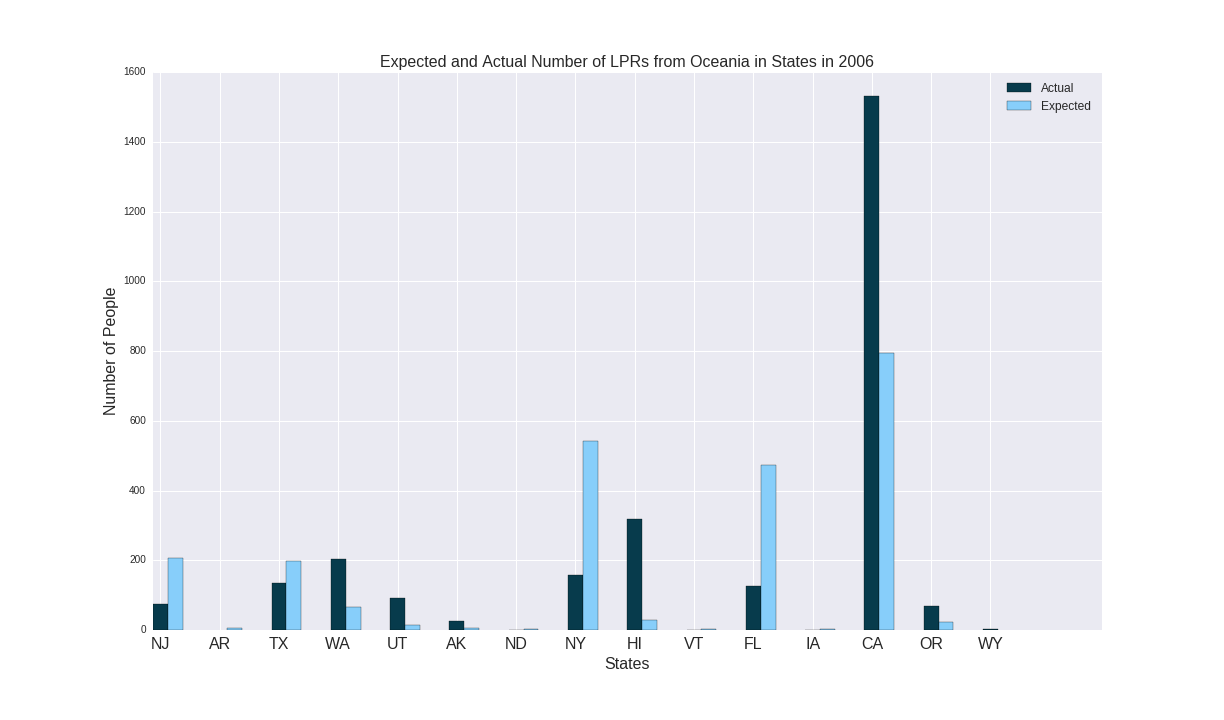 Expected and Actual Number of LPRs from Oceania in States in 2006
Actual
Expected
1600
1400
1200
1000
800
600
400
200
0
Number of People
NJ AR TX WA UT AK ND NY HI VT FL IA CA OR WY
States